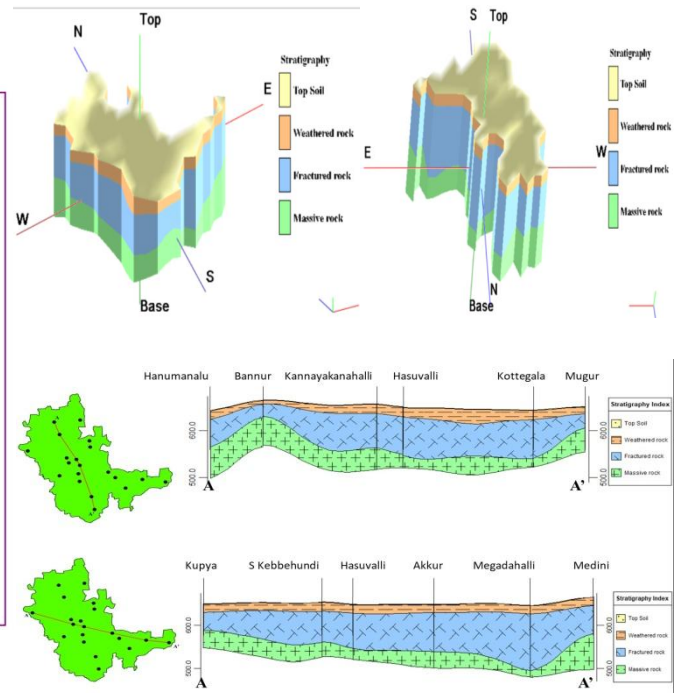 N
Top
Stratigraphy
Top Soil
Weathered rock
Fractured rock
Massive rock
E
W
S
Base
S
Top
Stratigraphy
Top Soil
Weathered rock
Fractured rock
Massive rock
E
W
N
Base
Hanumanalu Bannur Kannayakanahalli Hasuvalli Kottegala Mugur
600.0
500.0
600.0
500.0
A
A'
Stratigraphy Index
Top Soil
Weathered rock
Fractured rock
Massive rock
A
A'
Kupya S Kebbehundi Hasuvalli Akkur Megadahalli Medini
600.0
500.0
600.0
500.0
A
A'
Stratigraphy Index
Top Soil
Weathered rock
Fractured rock
Massive rock
A
A'